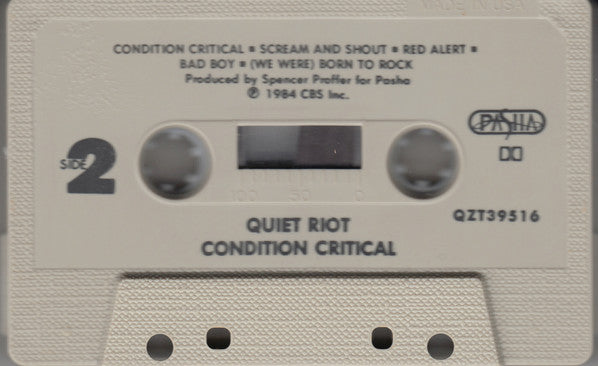 MADE IN USA
CONDITION CRITICAL ■ SCREAM AND SHOUT ■ RED ALERT ■
BAD BOY ■ (WE WERE) BORN TO ROCK
Produced by Spencer Proffer for Pasha
℗ 1984 CBS Inc.
PASHA
SIDE 2
100 50 0
QUIET RIOT
QZT39516
CONDITION CRITICAL